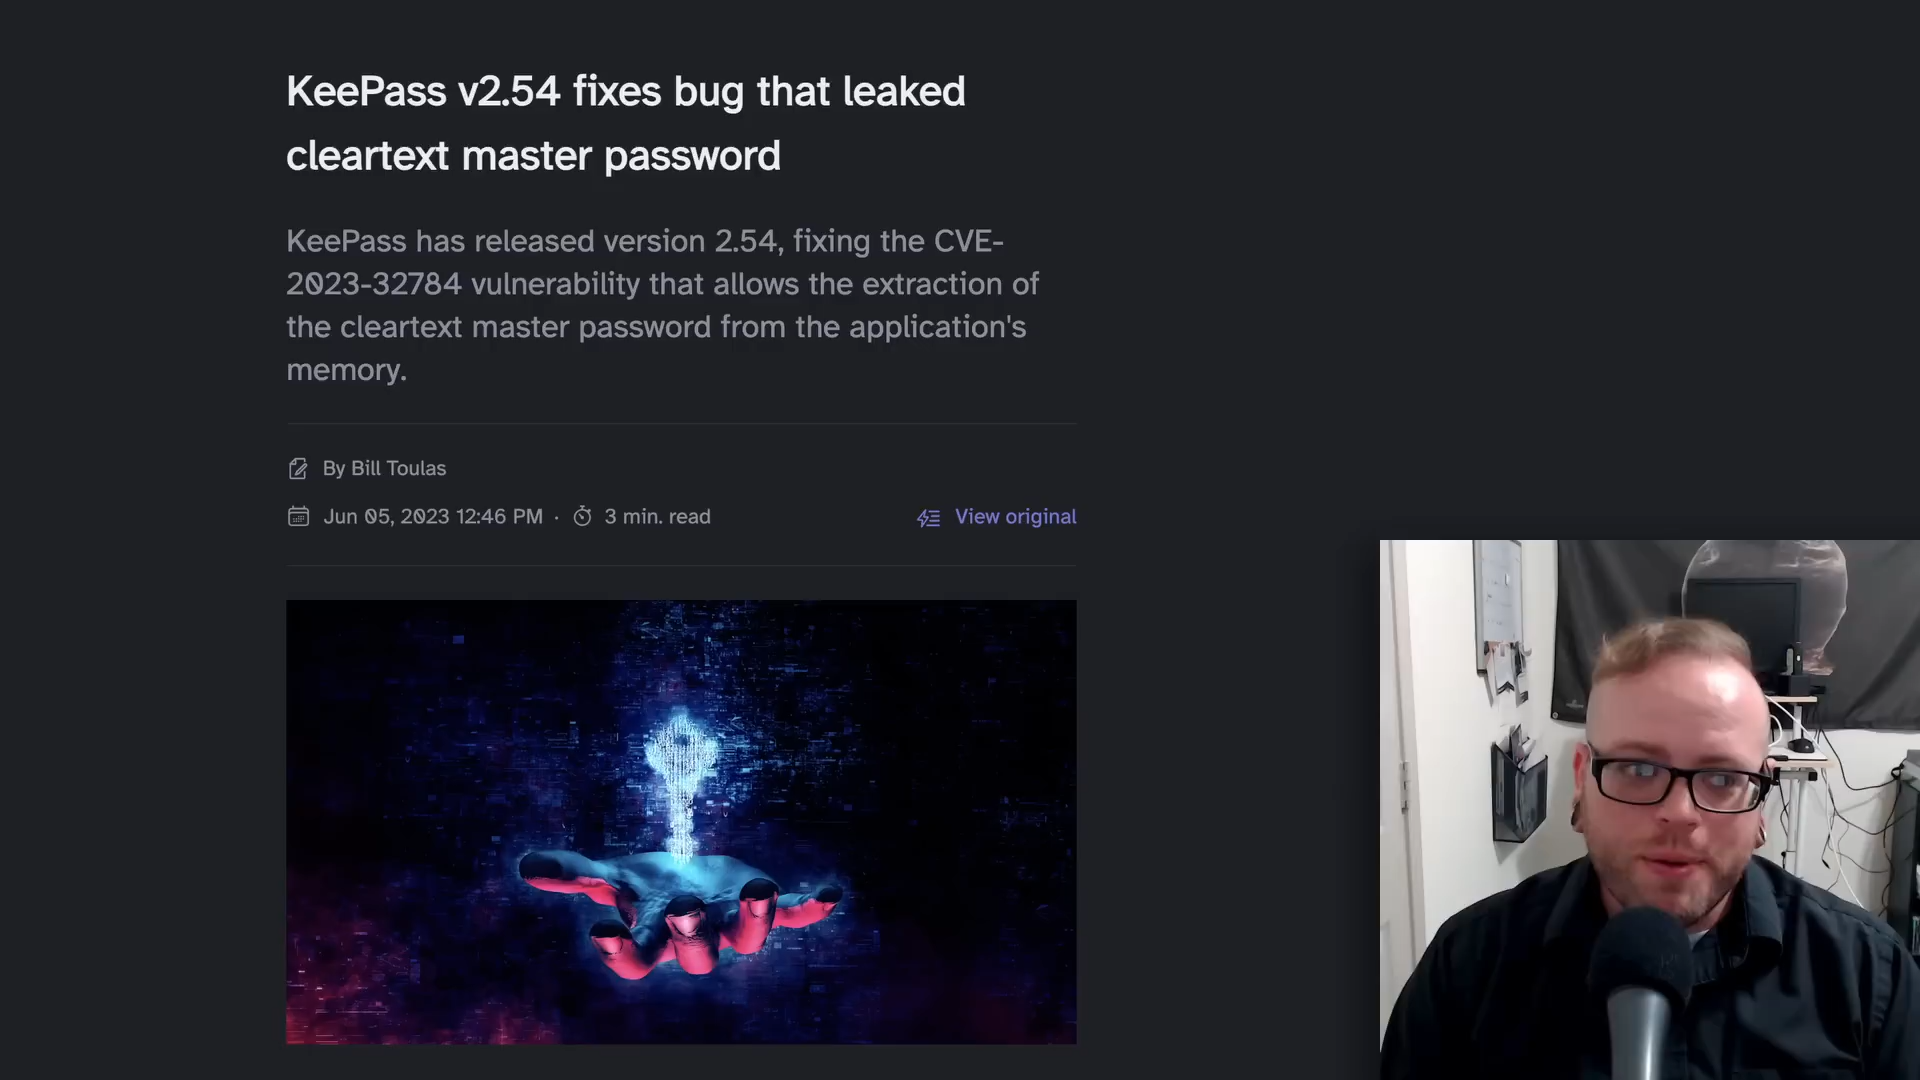 KeePass v2.54 fixes bug that leaked
cleartext master password
KeePass has released version 2.54, fixing the CVE-
2023-32784 vulnerability that allows the extraction of
the cleartext master password from the application's
memory.
By Bill Toulas
Jun 05, 2023 12:46 PM · 3 min. read
View original